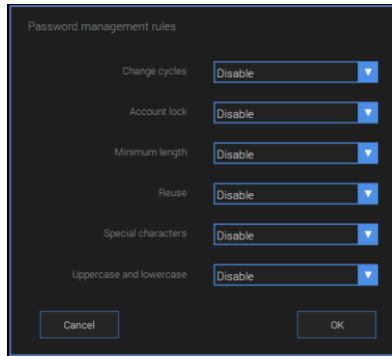 Password management rules
Change cycles Disable
Account lock Disable
Minimum length Disable
Reuse Disable
Special characters Disable
Uppercase and lowercase Disable
Cancel OK